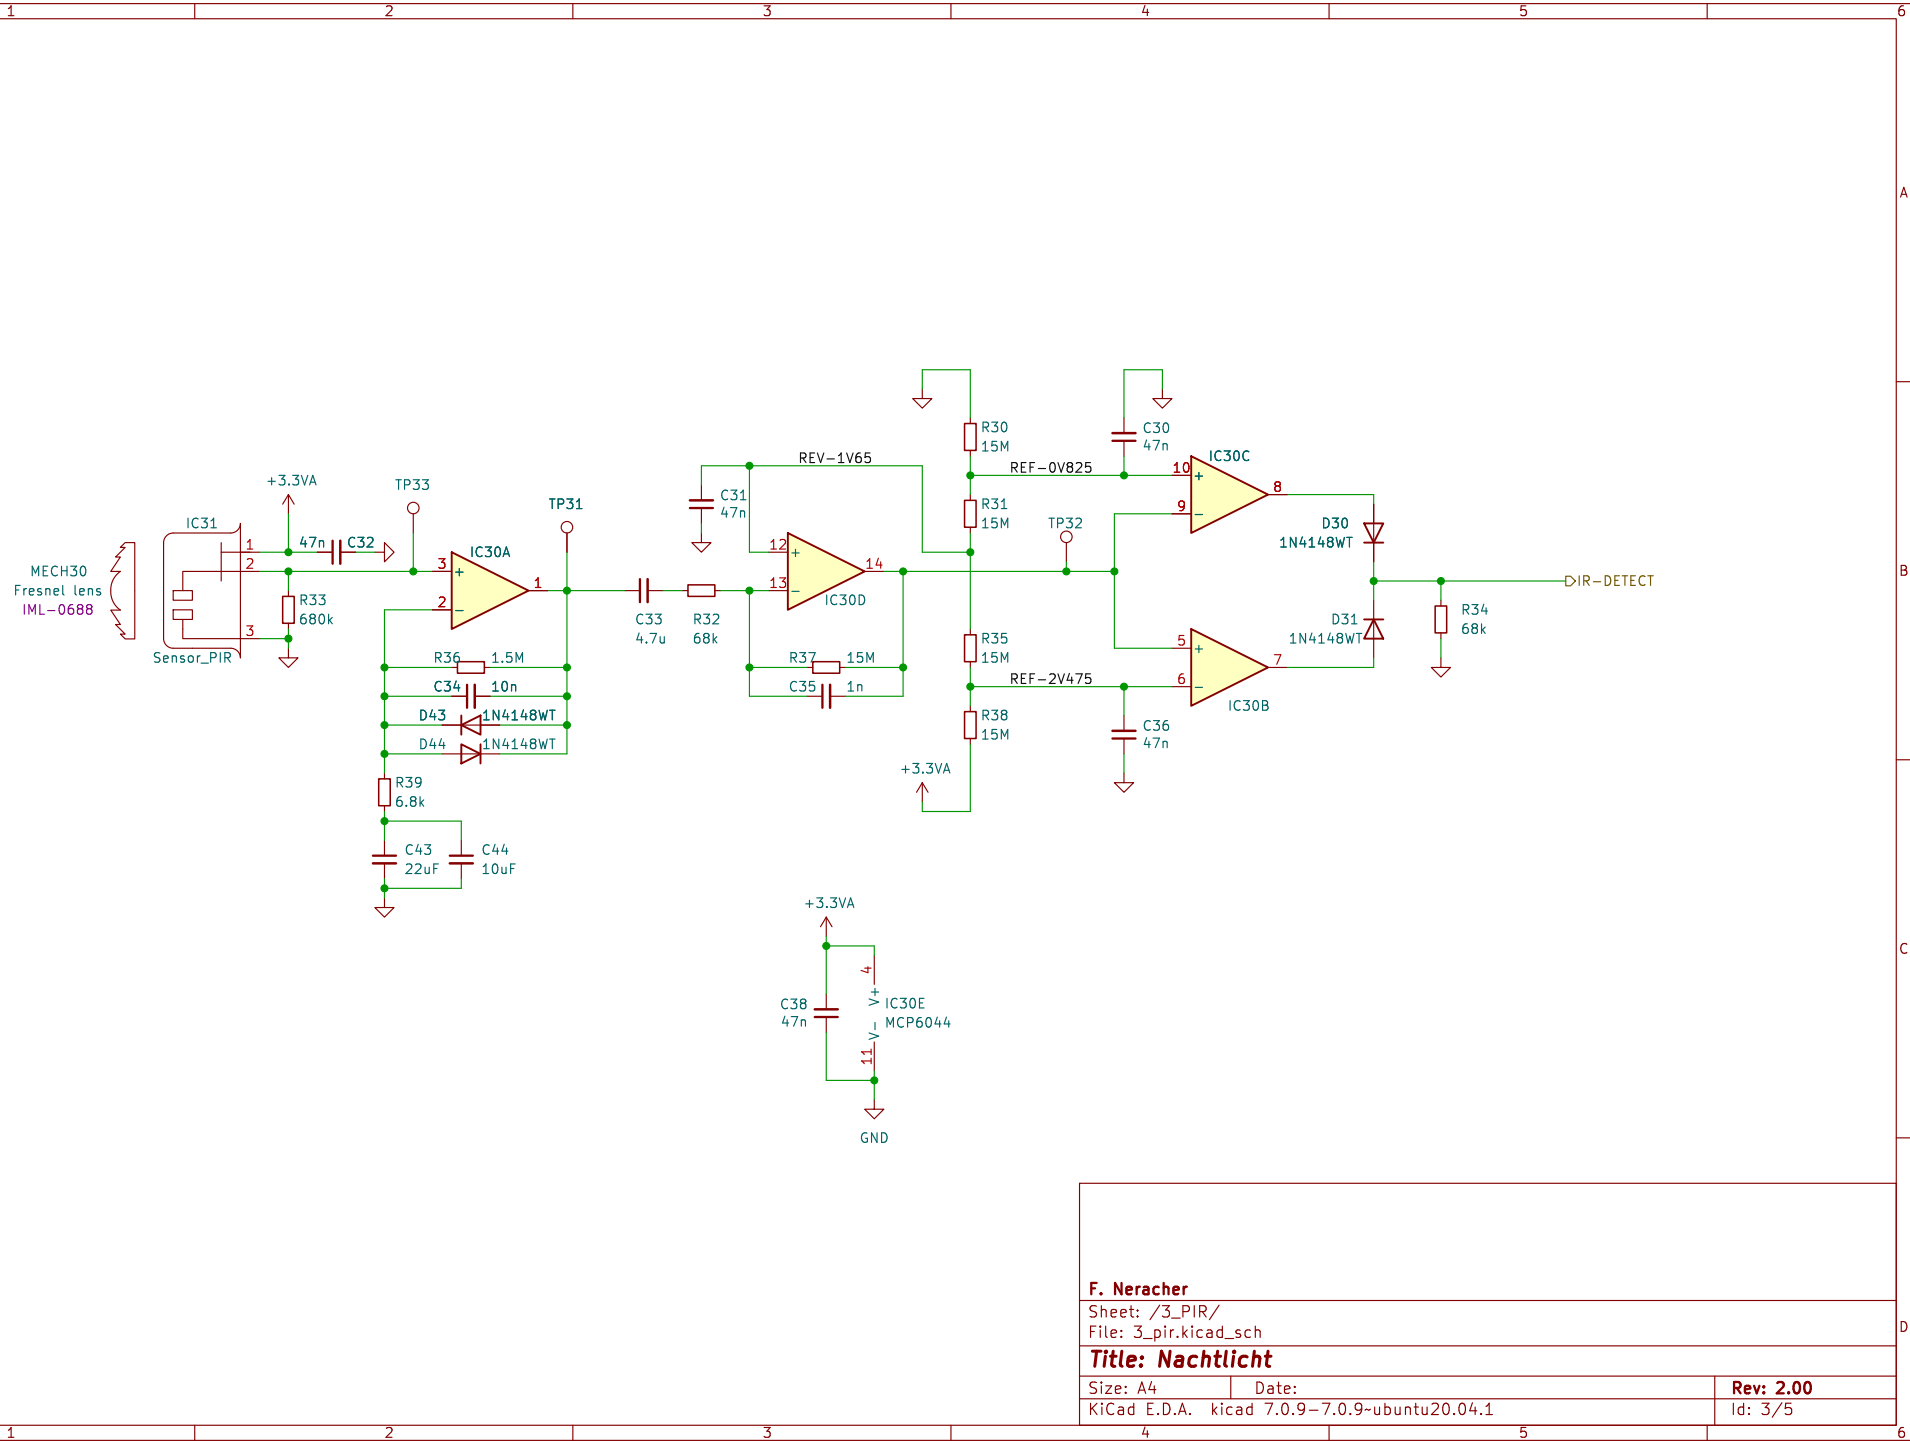 1 2 3 4 5 6
A
B
C
D
R30
15M
C30
47n
IC30C
10
9
8
REV-1V65
REF-0V825
+3.3VA
TP33
TP31
C31
47n
R31
15M
TP32
D30
1N4148WT
IC31
47n C32
IC30A
1
2
3
3
2
1
MECH30
Fresnel lens
IML-0688
R33
680k
Sensor_PIR
12
13
14
IC30D
C33
4.7u
R32
68k
IR-DETECT
R34
68k
D31
1N4148WT
R35
15M
5
6
7
IC30B
R36 1.5M
C34 10n
D43 1N4148WT
D44 1N4148WT
R37 15M
C35 1n
REF-2V475
R38
15M
C36
47n
+3.3VA
R39
6.8k
C43
22uF
C44
10uF
+3.3VA
4
V+
V-
11
C38
47n
IC30E
MCP6044
GND
F. Neracher
Sheet: /3_PIR/
File: 3_pir.kicad_sch
Title: Nachtlicht
Size: A4 Date: Rev: 2.00
KiCad E.D.A. kicad 7.0.9-7.0.9~ubuntu20.04.1 Id: 3/5
1 2 3 4 5 6